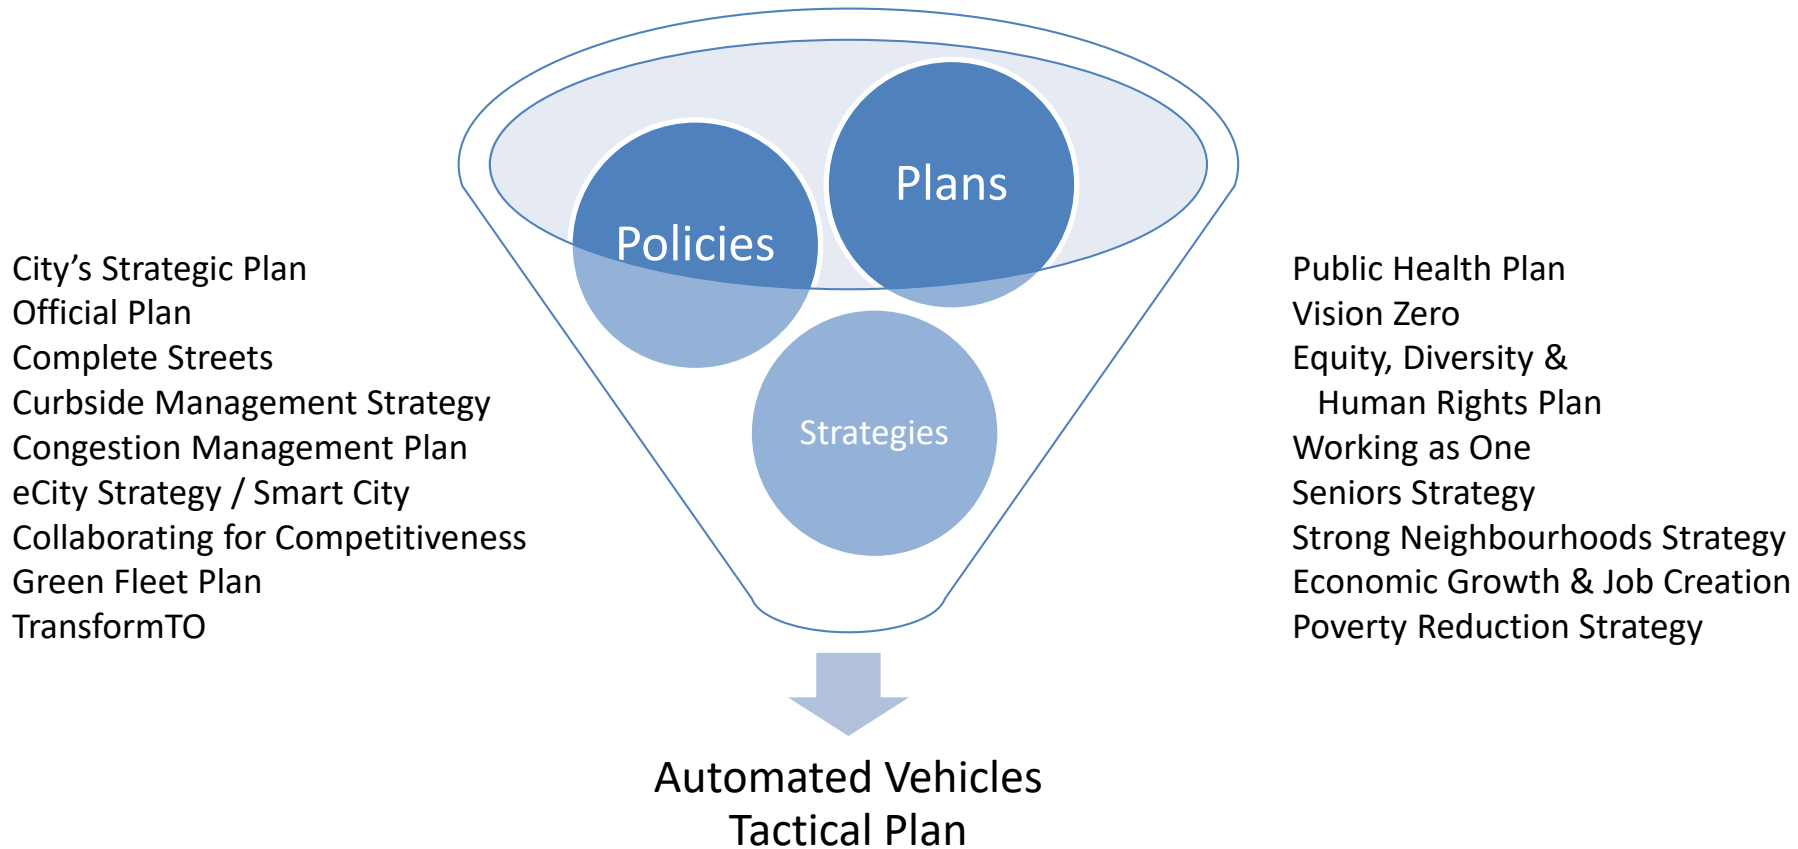 Plans
Policies
Strategies
City’s Strategic Plan
Official Plan
Complete Streets
Curbside Management Strategy
Congestion Management Plan
eCity Strategy / Smart City
Collaborating for Competitiveness
Green Fleet Plan
TransformTO
Public Health Plan
Vision Zero
Equity, Diversity &
Human Rights Plan
Working as One
Seniors Strategy
Strong Neighbourhoods Strategy
Economic Growth & Job Creation
Poverty Reduction Strategy
Automated Vehicles
Tactical Plan